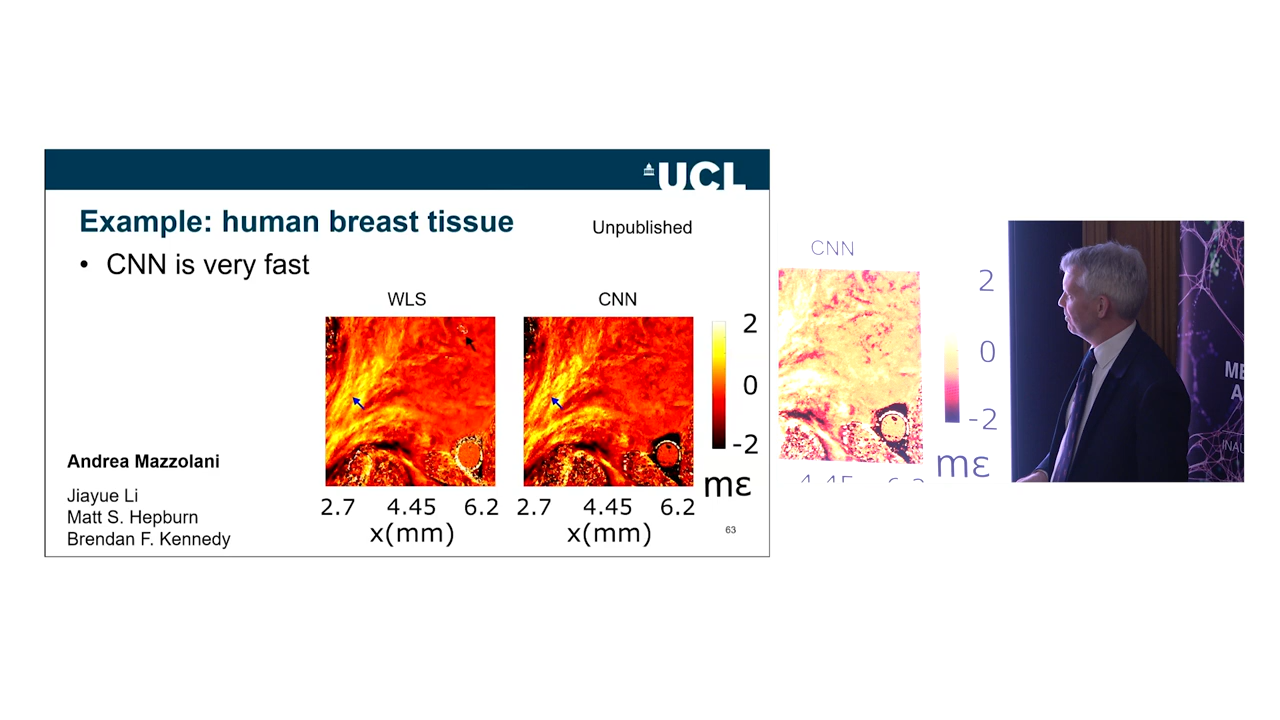 UCL
Example: human breast tissue
Unpublished
• CNN is very fast
WLS
CNN
2
0
-2
mε
2.7 4.45 6.2
x(mm)
2.7 4.45 6.2
x(mm)
Andrea Mazzolani
Jiayue Li
Matt S. Hepburn
Brendan F. Kennedy
63
CNN
2
0
-2
mε